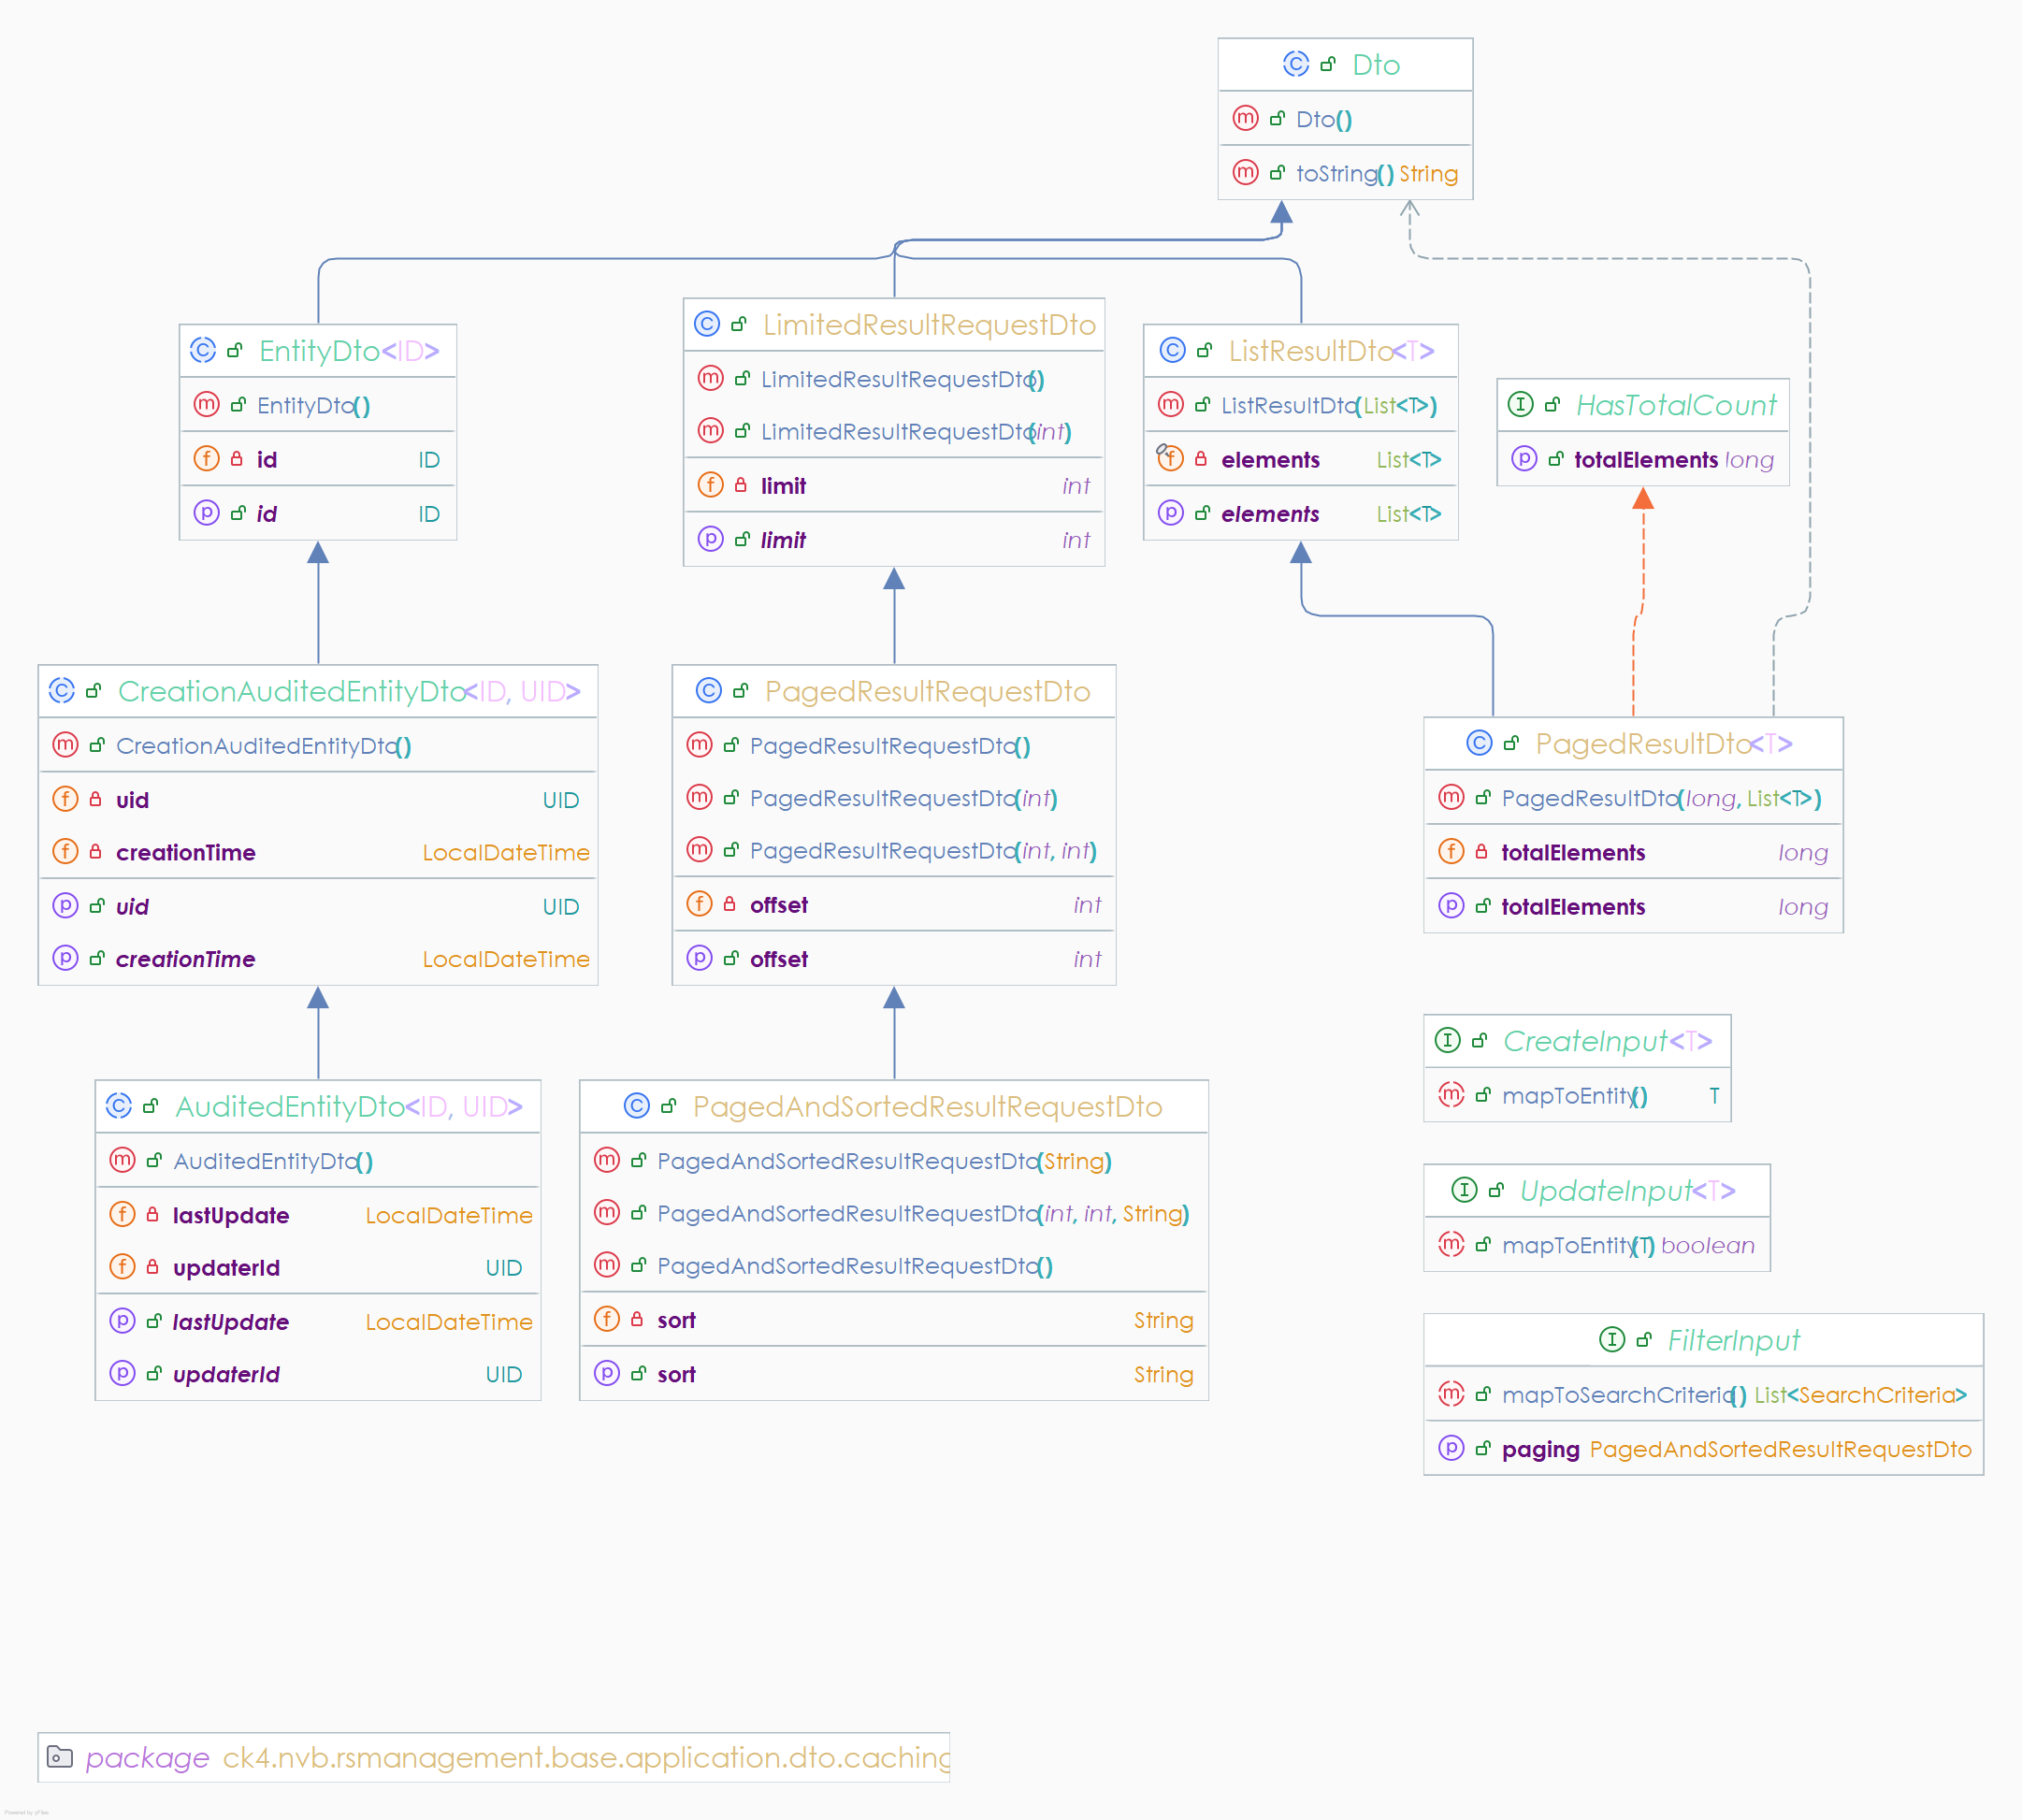 Dto
Dto()
toString() String
EntityDto<ID>
EntityDto()
id ID
id ID
LimitedResultRequestDto
LimitedResultRequestDto()
LimitedResultRequestDto(int)
limit int
limit int
ListResultDto<T>
ListResultDto(List<T>)
elements List<T>
elements List<T>
HasTotalCount
totalElements long
CreationAuditedEntityDto<ID, UID>
CreationAuditedEntityDto()
uid UID
creationTime LocalDateTime
uid UID
creationTime LocalDateTime
PagedResultRequestDto
PagedResultRequestDto()
PagedResultRequestDto(int)
PagedResultRequestDto(int, int)
offset int
offset int
PagedResultDto<T>
PagedResultDto(long, List<T>)
totalElements long
totalElements long
AuditedEntityDto<ID, UID>
AuditedEntityDto()
lastUpdate LocalDateTime
updaterId UID
lastUpdate LocalDateTime
updaterId UID
PagedAndSortedResultRequestDto
PagedAndSortedResultRequestDto(String)
PagedAndSortedResultRequestDto(int, int, String)
PagedAndSortedResultRequestDto()
sort String
sort String
CreateInput<T>
mapToEntity() T
UpdateInput<T>
mapToEntity(T) boolean
FilterInput
mapToSearchCriteria() List<SearchCriteria>
paging PagedAndSortedResultRequestDto
package ck4.nvb.rsmanagement.base.application.dto.caching
Powered by yFiles